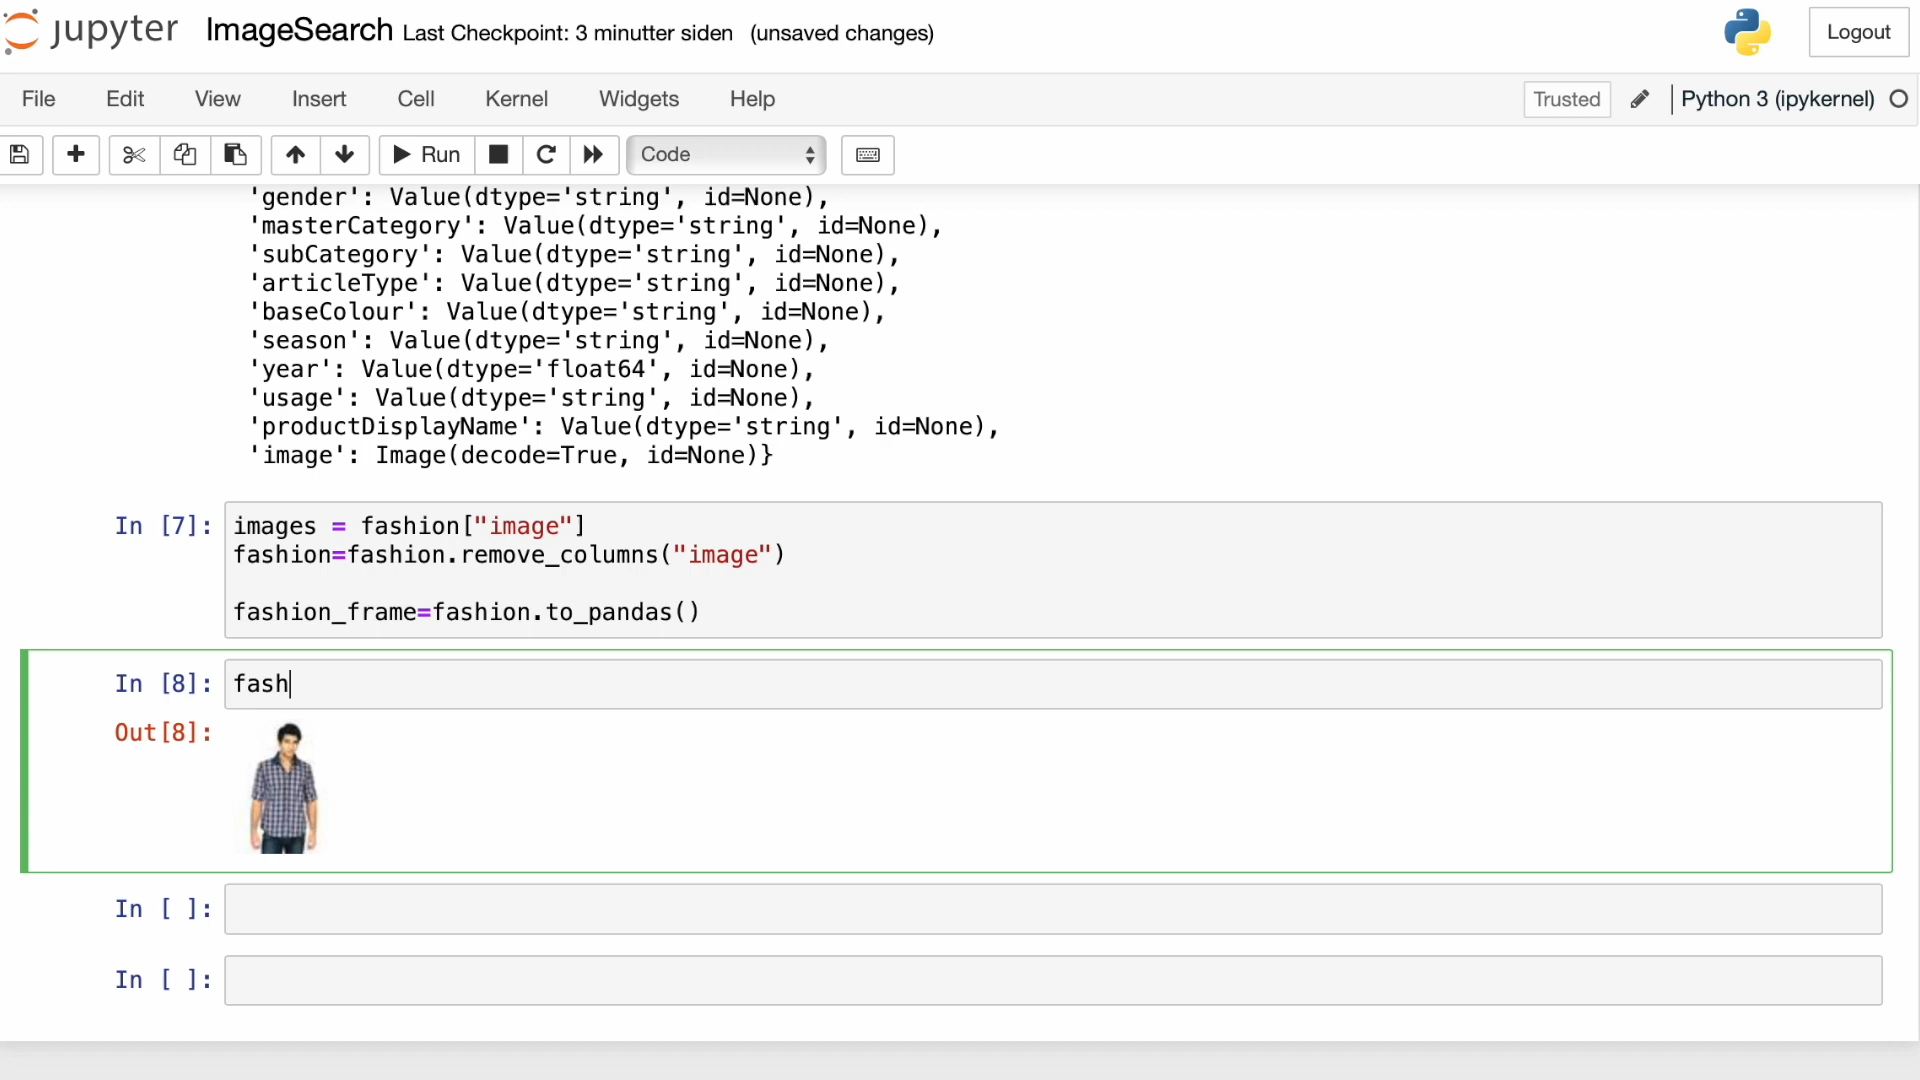 jupyter ImageSearch Last Checkpoint: 3 minutter siden (unsaved changes) Logout
File Edit View Insert Cell Kernel Widgets Help Trusted Python 3 (ipykernel)
Run Code
'gender': Value(dtype='string', id=None),
'masterCategory': Value(dtype='string', id=None),
'subCategory': Value(dtype='string', id=None),
'articleType': Value(dtype='string', id=None),
'baseColour': Value(dtype='string', id=None),
'season': Value(dtype='string', id=None),
'year': Value(dtype='float64', id=None),
'usage': Value(dtype='string', id=None),
'productDisplayName': Value(dtype='string', id=None),
'image': Image(decode=True, id=None)}
In [7]: images = fashion["image"]
fashion=fashion.remove_columns("image")
fashion_frame=fashion.to_pandas()
In [8]: fash
Out[8]:
In [ ]:
In [ ]: